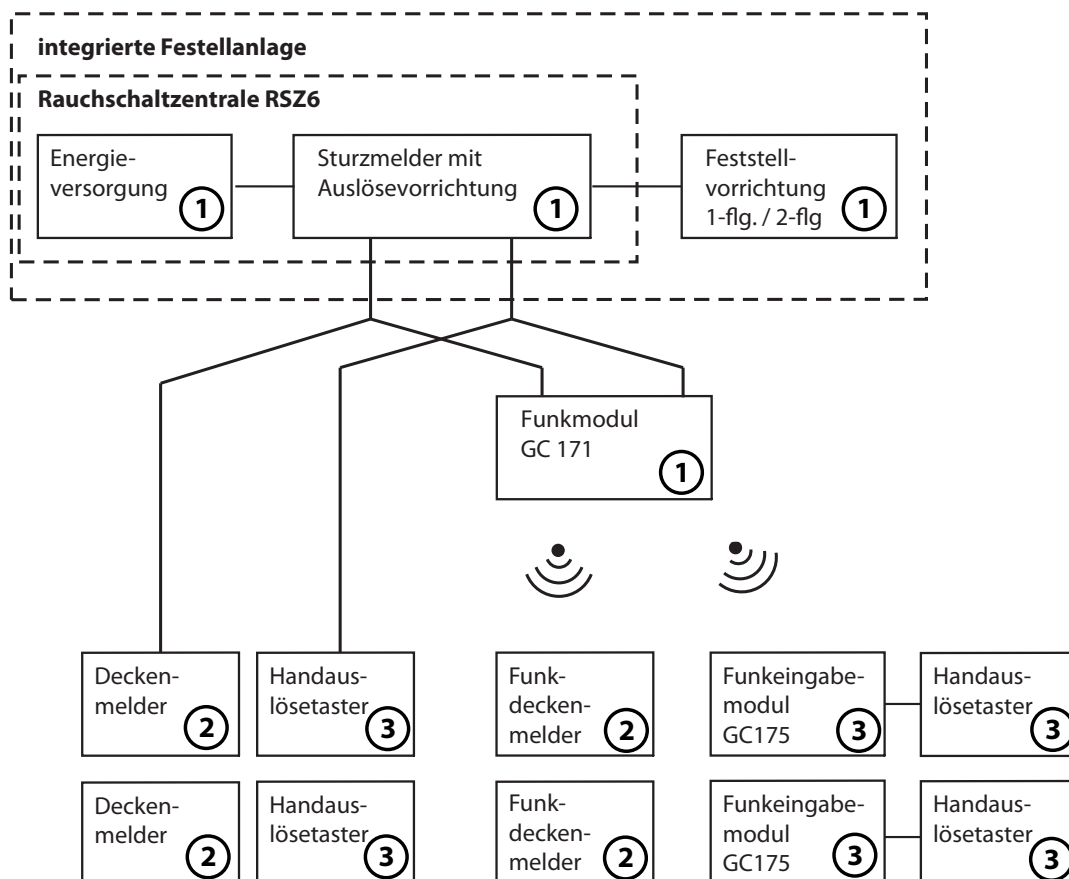 integrierte Festellanlage
Rauchschaltzentrale RSZ6
Energie-
versorgung
1
Sturzmelder mit
Auslösevorrichtung
1
Feststell-
vorrichtung
1-flg. / 2-flg
1
Funkmodul
GC 171
1
Decken-
melder
2
Handaus-
lösetaster
3
Funk-
decken-
melder
2
Funkeingabe-
modul
GC175
3
Handaus-
lösetaster
3
Decken-
melder
2
Handaus-
lösetaster
3
Funk-
decken-
melder
2
Funkeingabe-
modul
GC175
3
Handaus-
lösetaster
3